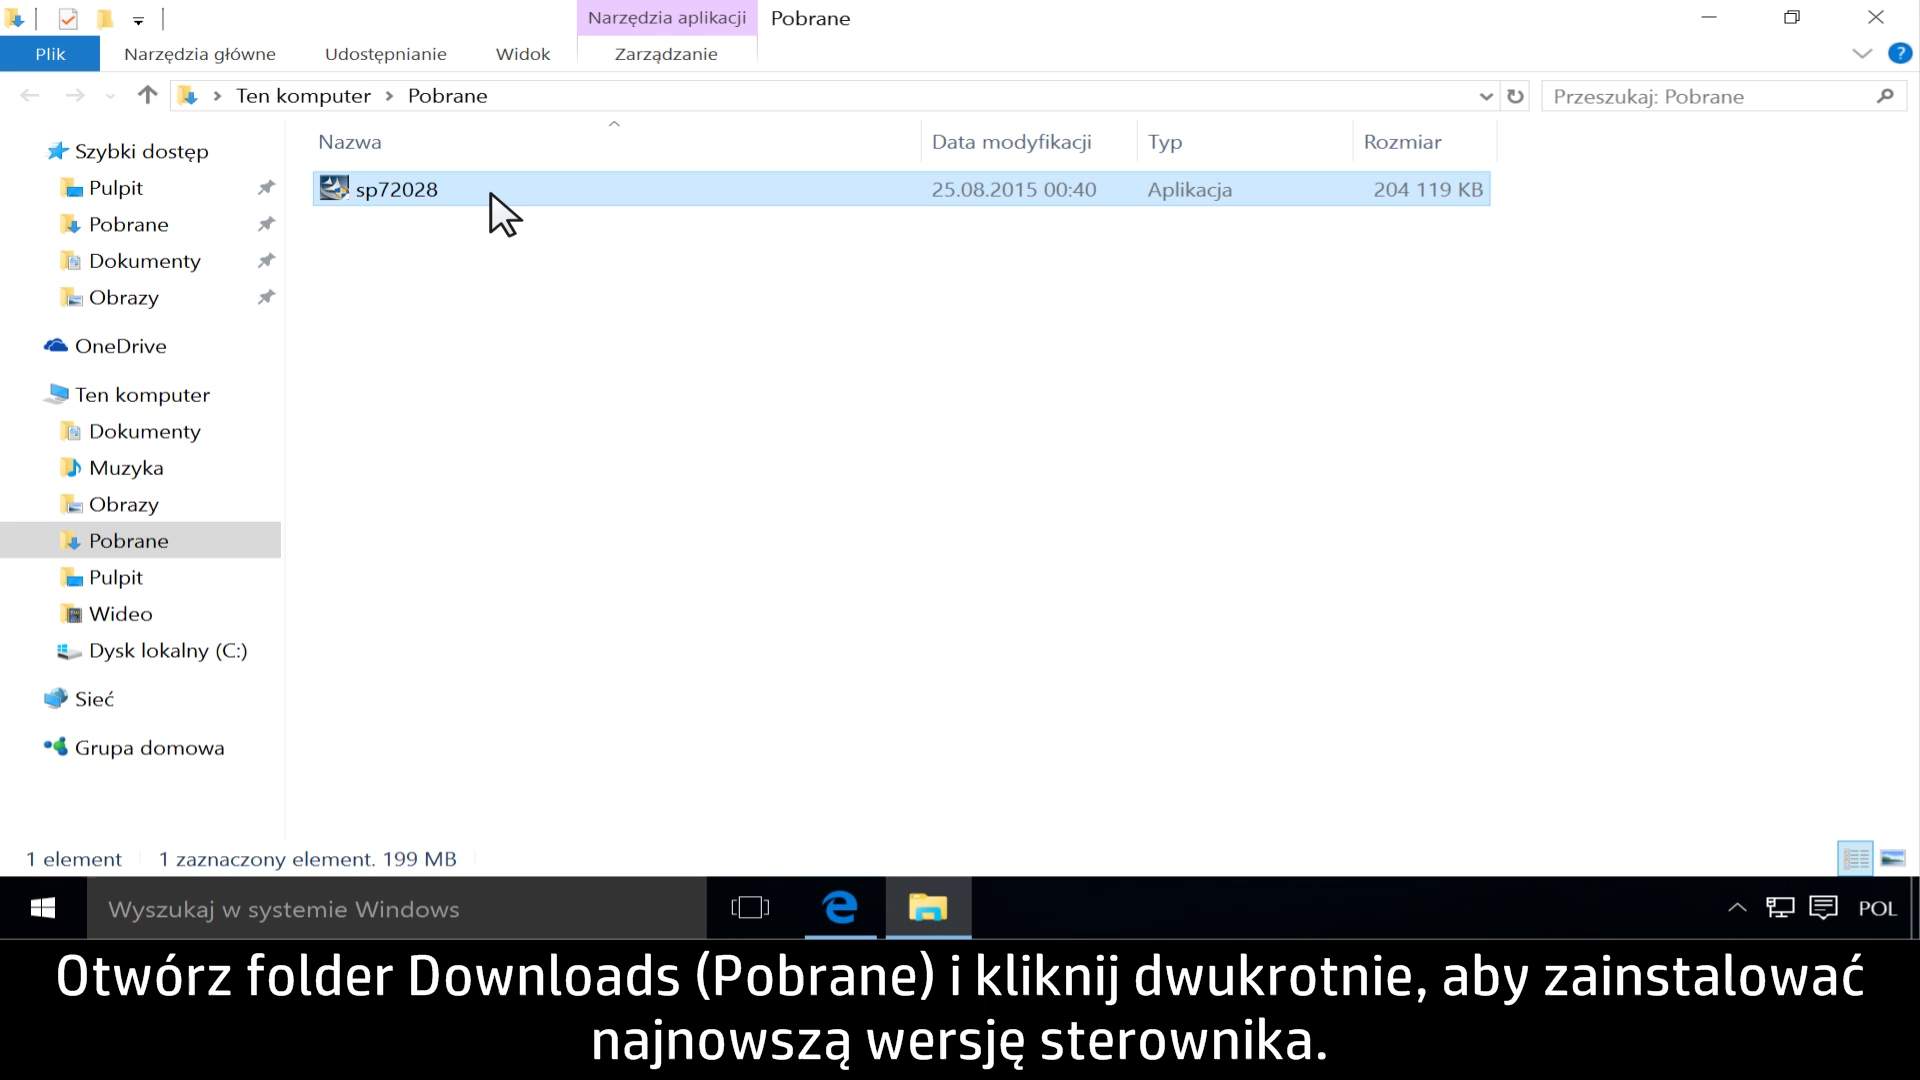 Narzędzia aplikacji
Pobrane
Plik
Narzędzia główne
Udostępnianie
Widok
Zarządzanie
?
Ten komputer
Pobrane
Przeszukaj: Pobrane
Nazwa
Data modyfikacji
Typ
Rozmiar
sp72028
25.08.2015 00:40
Aplikacja
204 119 KB
Szybki dostęp
Pulpit
Pobrane
Dokumenty
Obrazy
OneDrive
Ten komputer
Dokumenty
Muzyka
Obrazy
Pobrane
Pulpit
Wideo
Dysk lokalny (C:)
Sieć
Grupa domowa
1 element
1 zaznaczony element. 199 MB
Wyszukaj w systemie Windows
POL
Otwórz folder Downloads (Pobrane) i kliknij dwukrotnie, aby zainstalować
najnowszą wersję sterownika.